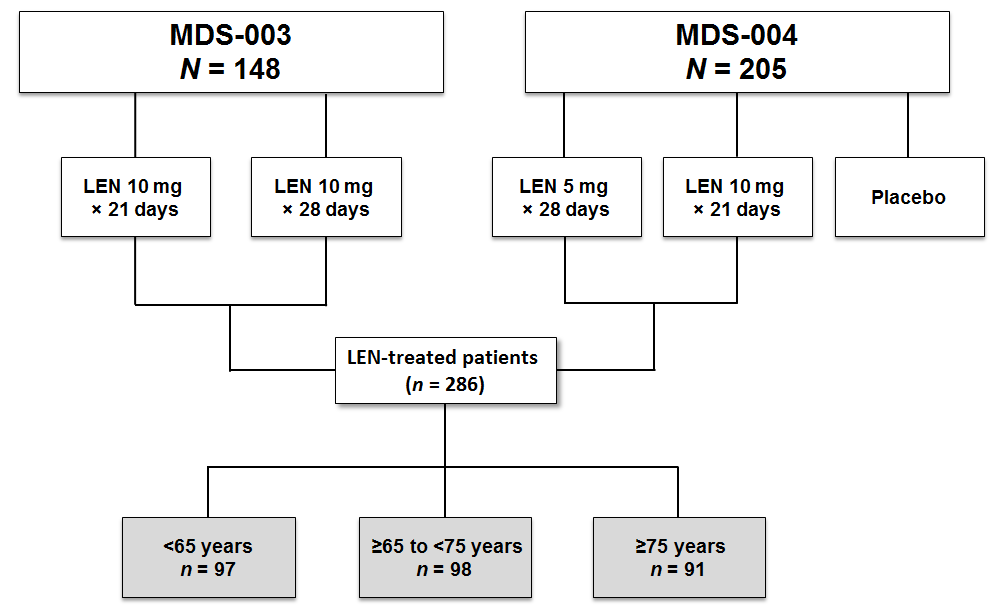 MDS-003
N = 148
MDS-004
N = 205
LEN 10 mg
× 21 days
LEN 10 mg
× 28 days
LEN 5 mg
× 28 days
LEN 10 mg
× 21 days
Placebo
LEN-treated patients
(n = 286)
<65 years
n = 97
≥65 to <75 years
n = 98
≥75 years
n = 91